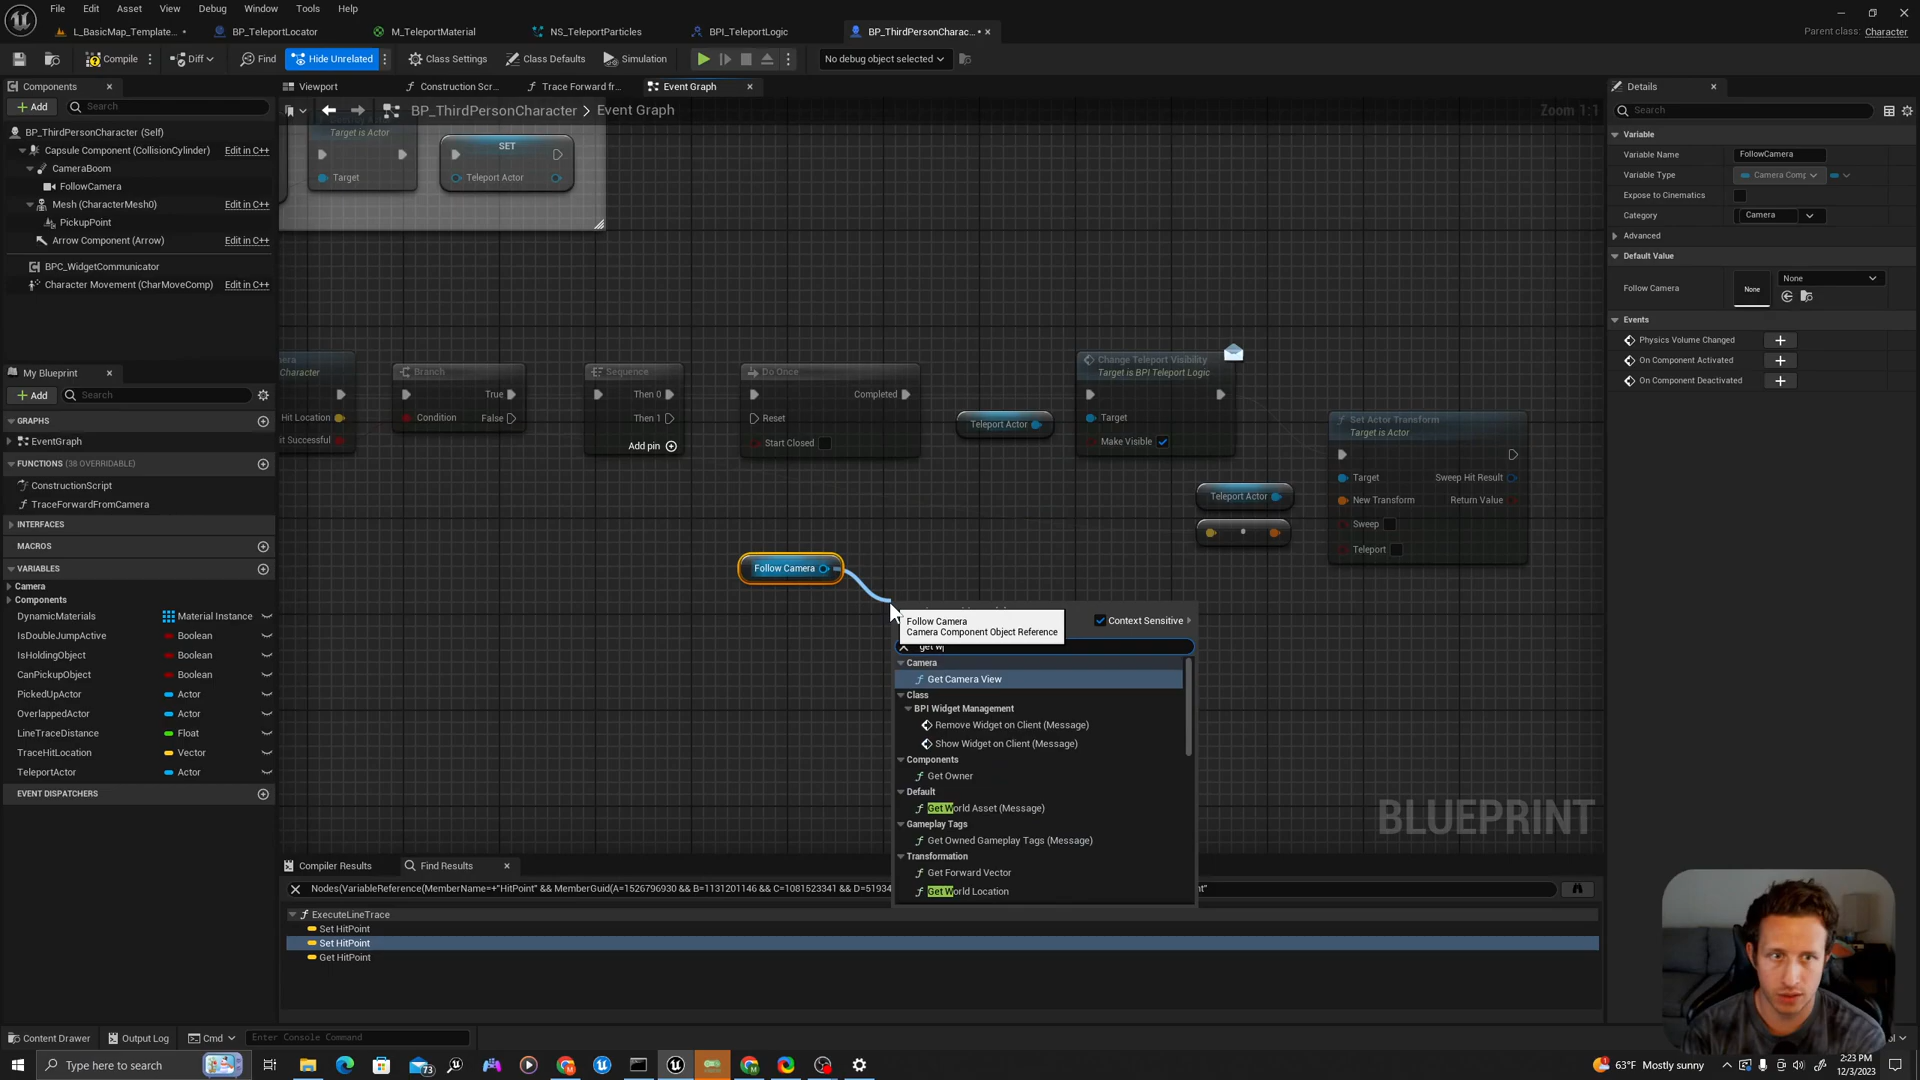 File Edit Asset View Debug Window Tools Help
L_BasicMap_Template... • BP_TeleportLocator M_TeleportMaterial NS_TeleportParticles BPI_TeleportLogic BP_ThirdPersonCharac... • Parent class: Character
Compile Diff Find Hide Unrelated Class Settings Class Defaults Simulation No debug object selected
Components
Add Search
BP_ThirdPersonCharacter (Self)
Capsule Component (CollisionCylinder) Edit in C++
CameraBoom
FollowCamera
Mesh (CharacterMesh0) Edit in C++
PickupPoint
Arrow Component (Arrow) Edit in C++
BPC_WidgetCommunicator
Character Movement (CharMoveComp) Edit in C++
My Blueprint
Add Search
GRAPHS
EventGraph
FUNCTIONS (38 OVERRIDABLE)
ConstructionScript
TraceForwardFromCamera
INTERFACES
MACROS
VARIABLES
Camera
Components
DynamicMaterials Material Instance
IsDoubleJumpActive Boolean
IsHoldingObject Boolean
CanPickupObject Boolean
PickedUpActor Actor
OverlappedActor Actor
LineTraceDistance Float
TraceHitLocation Vector
TeleportActor Actor
EVENT DISPATCHERS
Viewport Construction Scr... Trace Forward fr... Event Graph
BP_ThirdPersonCharacter > Event Graph Zoom 1:1
Target is Actor
Target
SET
Teleport Actor
Character
Hit Location
it Successful
Branch
True
Condition False
Sequence
Then 0
Then 1
Add pin
Do Once
Completed
Reset
Start Closed
Teleport Actor
Change Teleport Visibility
Target is BPI Teleport Logic
Target
Make Visible
Teleport Actor
Set Actor Transform
Target is Actor
Target Sweep Hit Result
New Transform Return Value
Sweep
Teleport
Follow Camera
Follow Camera
Camera Component Object Reference
Context Sensitive
get w
Camera
Get Camera View
Class
BPI Widget Management
Remove Widget on Client (Message)
Show Widget on Client (Message)
Components
Get Owner
Default
Get World Asset (Message)
Gameplay Tags
Get Owned Gameplay Tags (Message)
Transformation
Get Forward Vector
Get World Location
BLUEPRINT
Compiler Results Find Results
Nodes(VariableReference(MemberName=+"HitPoint" && MemberGuid(A=1526796930 && B=1131201146 && C=1081523341 && D=51934
ExecuteLineTrace
Set HitPoint
Set HitPoint
Get HitPoint
Details
Search
Variable
Variable Name FollowCamera
Variable Type Camera Comp
Expose to Cinematics
Category Camera
Advanced
Default Value
Follow Camera None None
Events
Physics Volume Changed
On Component Activated
On Component Deactivated
Content Drawer Output Log Cmd Enter Console Command
Type here to search 73 63°F Mostly sunny 2:23 PM
12/3/2023